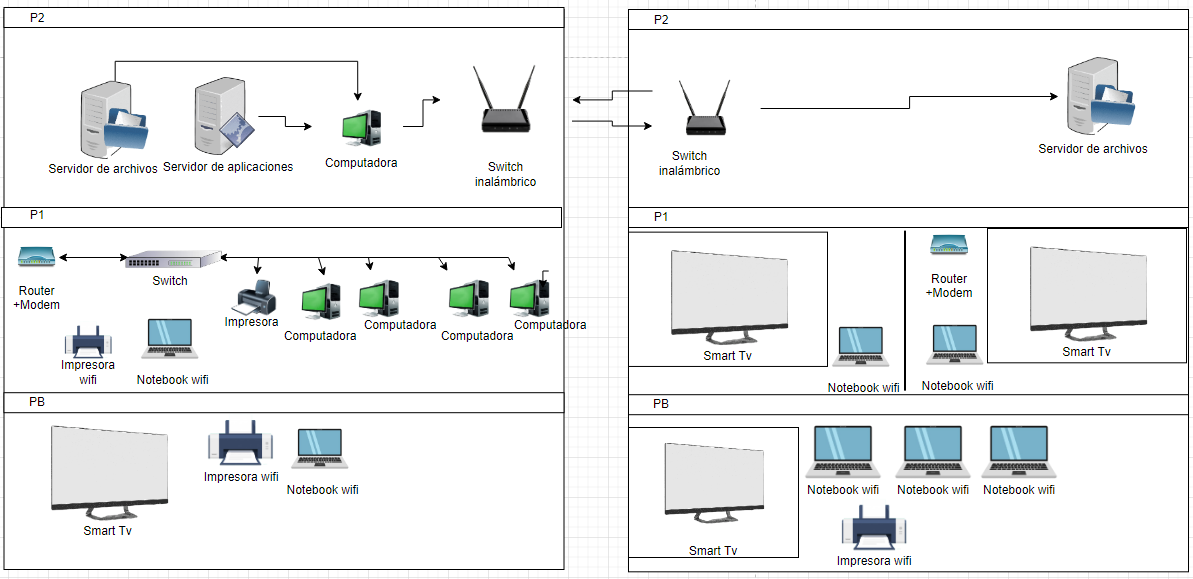 P2
Servidor de archivos
Servidor de aplicaciones
Computadora
Switch
inalámbrico
P1
Router
+Modem
Switch
Impresora
Computadora
Computadora
Computadora
Computadora
Impresora
wifi
Notebook wifi
PB
Smart Tv
Impresora wifi
Notebook wifi
P2
Switch
inalámbrico
Servidor de archivos
P1
Smart Tv
Notebook wifi
Router
+Modem
Notebook wifi
Smart Tv
PB
Smart Tv
Notebook wifi
Notebook wifi
Notebook wifi
Impresora wifi